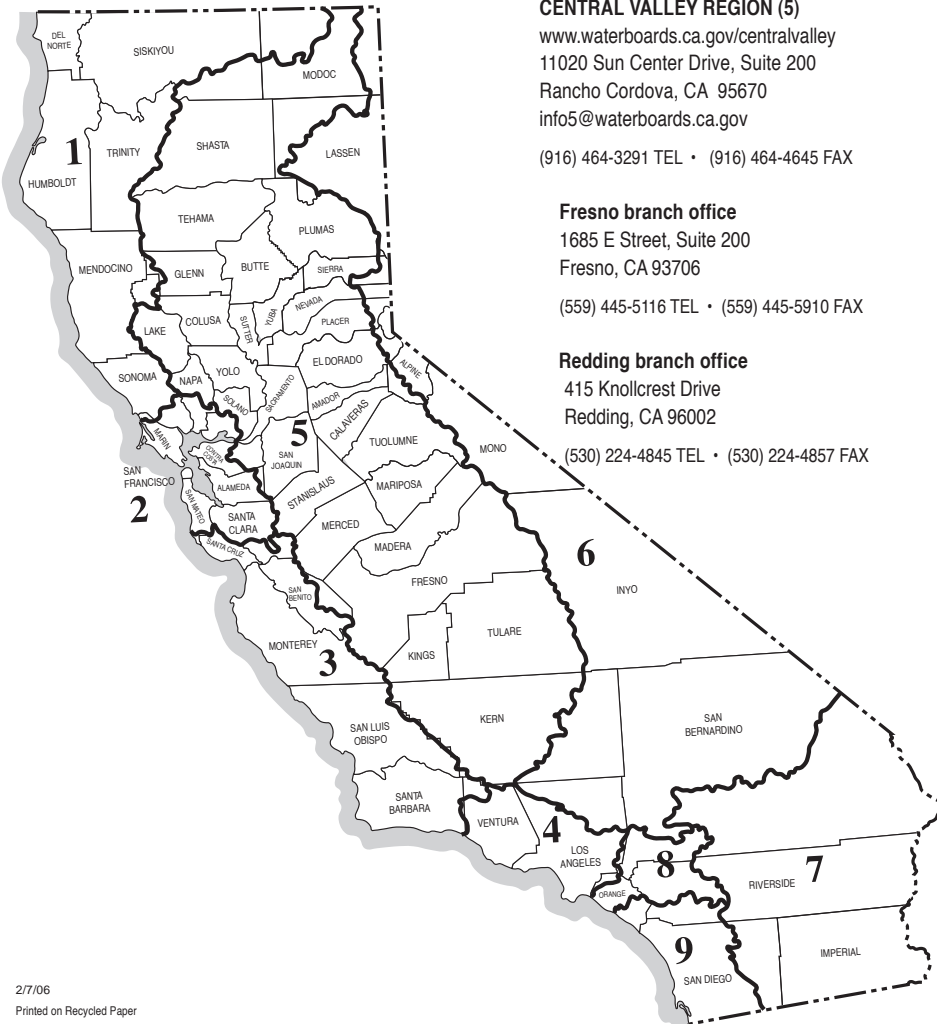 CENTRAL VALLEY REGION (5)
www.waterboards.ca.gov/centralvalley
11020 Sun Center Drive, Suite 200
Rancho Cordova, CA 95670
info5@waterboards.ca.gov
(916) 464-3291 TEL • (916) 464-4645 FAX
Fresno branch office
1685 E Street, Suite 200
Fresno, CA 93706
(559) 445-5116 TEL • (559) 445-5910 FAX
Redding branch office
415 Knollcrest Drive
Redding, CA 96002
(530) 224-4845 TEL • (530) 224-4857 FAX
DEL
NORTE
SISKIYOU
MODOC
1
TRINITY
SHASTA
LASSEN
HUMBOLDT
TEHAMA
PLUMAS
MENDOCINO
GLENN
BUTTE
SIERRA
LAKE
COLUSA
SUTTER
YUBA
NEVADA
PLACER
SONOMA
NAPA
YOLO
EL DORADO
ALPINE
SOLANO
SACRAMENTO
AMADOR
CALAVERAS
MARIN
5
TUOLUMNE
MONO
CONTRA
COSTA
SAN
JOAQUIN
SAN
FRANCISCO
ALAMEDA
STANISLAUS
MARIPOSA
2
SAN MATEO
SANTA
CLARA
MERCED
SANTA CRUZ
MADERA
6
FRESNO
INYO
SAN
BENITO
MONTEREY
3
KINGS
TULARE
SAN LUIS
OBISPO
KERN
SAN
BERNARDINO
SANTA
BARBARA
VENTURA
4
LOS
ANGELES
8
7
ORANGE
RIVERSIDE
9
SAN DIEGO
IMPERIAL
2/7/06
Printed on Recycled Paper